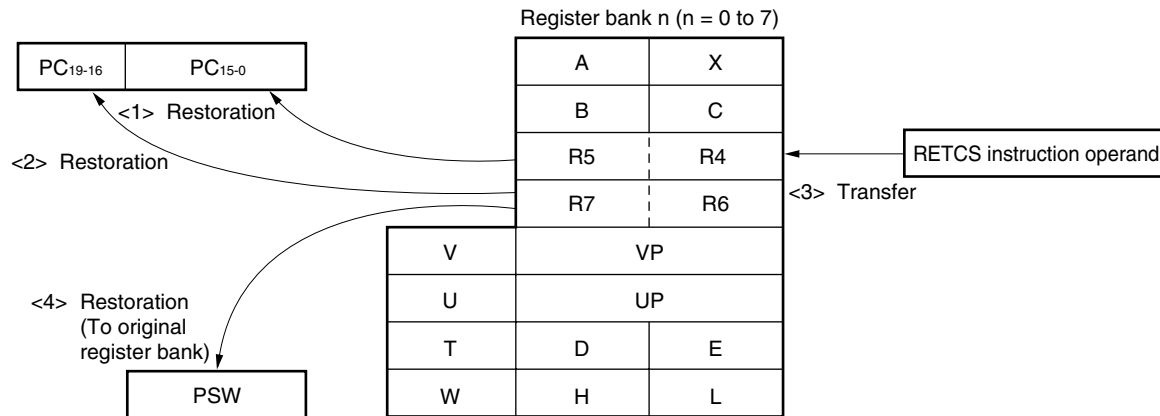 Register bank n (n = 0 to 7)
PC19-16 PC15-0
A X
<1> Restoration
B C
<2> Restoration
R5 R4
RETCS instruction operand
R7 R6
<3> Transfer
V VP
<4> Restoration
(To original
register bank)
U UP
T D E
PSW
W H L